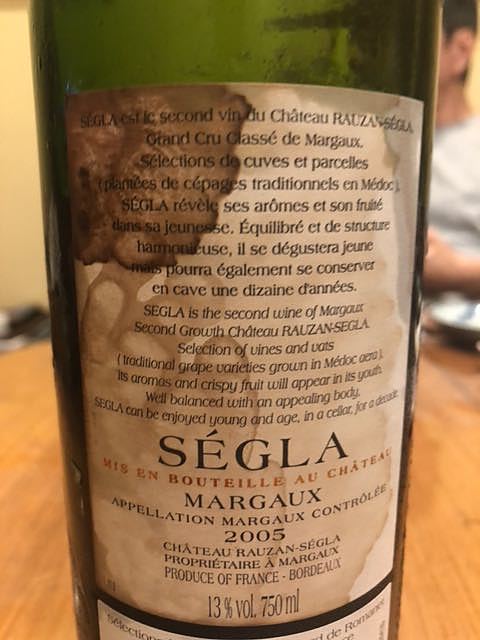 SÉGLA est le second vin du Château RAUZAN-SÉGLA
Grand Cru Classé de Margaux.
Sélections de cuves et parcelles
(plantées de cépages traditionnels en Médoc).
SÉGLA révèle ses arômes et son fruité
dans sa jeunesse. Équilibré et de structure
harmonieuse, il se dégustera jeune
mais pourra également se conserver
en cave une dizaine d'années.
SEGLA is the second wine of Margaux
Second Growth Château RAUZAN-SEGLA.
Selection of vines and vats
(traditional grape varieties grown in Médoc aera).
Its aromas and crispy fruit will appear in its youth.
Well balanced with an appealing body,
SEGLA can be enjoyed young and age, in a cellar, for a decade.
SÉGLA
MIS EN BOUTEILLE AU CHÂTEAU
MARGAUX
APPELLATION MARGAUX CONTRÔLÉE
2005
CHÂTEAU RAUZAN-SÉGLA
PROPRIÉTAIRE À MARGAUX
PRODUCE OF FRANCE - BORDEAUX
13 % vol. 750 ml
de Romanet